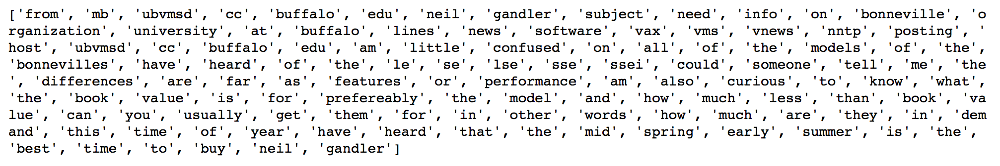 ['from', 'mb', 'ubvmsd', 'cc', 'buffalo', 'edu', 'neil', 'gandler', 'subject', 'need', 'info', 'on', 'bonneville', 'o
rganization', 'university', 'at', 'buffalo', 'lines', 'news', 'software', 'vax', 'vms', 'vnews', 'nntp', 'posting', '
host', 'ubvmsd', 'cc', 'buffalo', 'edu', 'am', 'little', 'confused', 'on', 'all', 'of', 'the', 'models', 'of', 'the',
'bonnevilles', 'have', 'heard', 'of', 'the', 'le', 'se', 'lse', 'sse', 'ssei', 'could', 'someone', 'tell', 'me', 'the
', 'differences', 'are', 'far', 'as', 'features', 'or', 'performance', 'am', 'also', 'curious', 'to', 'know', 'what',
'the', 'book', 'value', 'is', 'for', 'prefereably', 'the', 'model', 'and', 'how', 'much', 'less', 'than', 'book', 'va
lue', 'can', 'you', 'usually', 'get', 'them', 'for', 'in', 'other', 'words', 'how', 'much', 'are', 'they', 'in', 'dem
and', 'this', 'time', 'of', 'year', 'have', 'heard', 'that', 'the', 'mid', 'spring', 'early', 'summer', 'is', 'the',
'best', 'time', 'to', 'buy', 'neil', 'gandler']